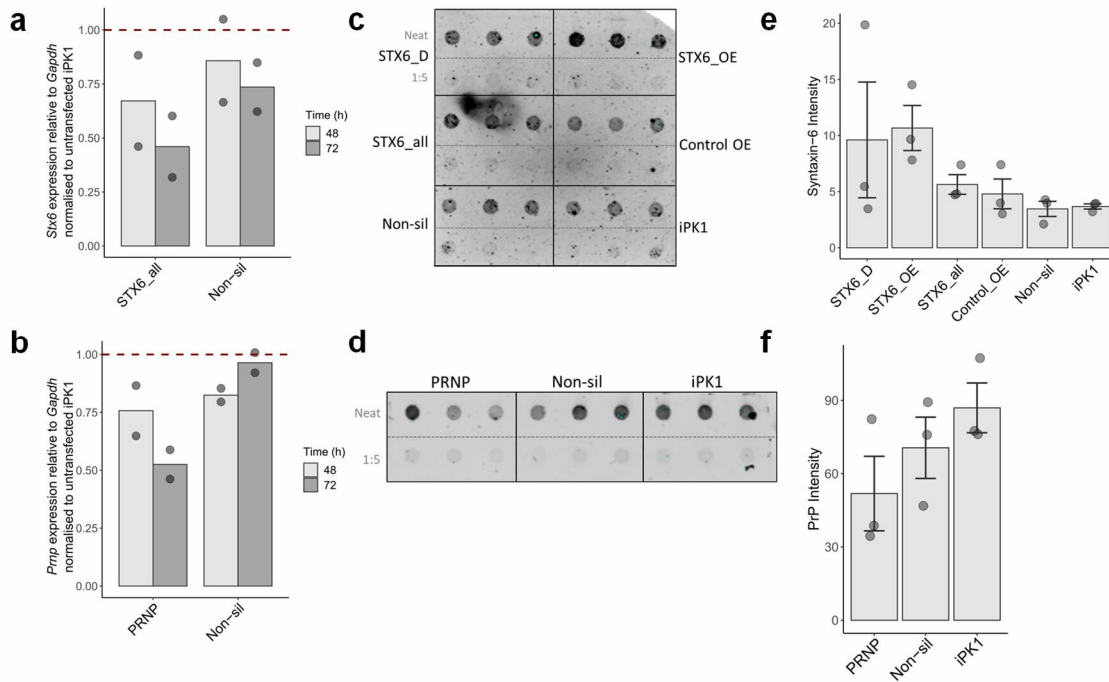 a
Stx6 expression relative to Gapdh
normalised to untransfected iPK1
1.00
0.75
0.50
0.25
0.00
STX6_all
Non-sil
Time (h)
48
72
b
Prnp expression relative to Gapdh
normalised to untransfected iPK1
1.00
0.75
0.50
0.25
0.00
PRNP
Non-sil
Time (h)
48
72
c
Neat
STX6_D
1:5
STX6_OE
STX6_all
Control OE
Non-sil
iPK1
d
PRNP Non-sil iPK1
Neat
1:5
e
Syntaxin-6 Intensity
20
15
10
5
0
STX6_D
STX6_OE
STX6_all
Control_OE
Non-sil
iPK1
f
PrP Intensity
90
60
30
0
PRNP
Non-sil
iPK1